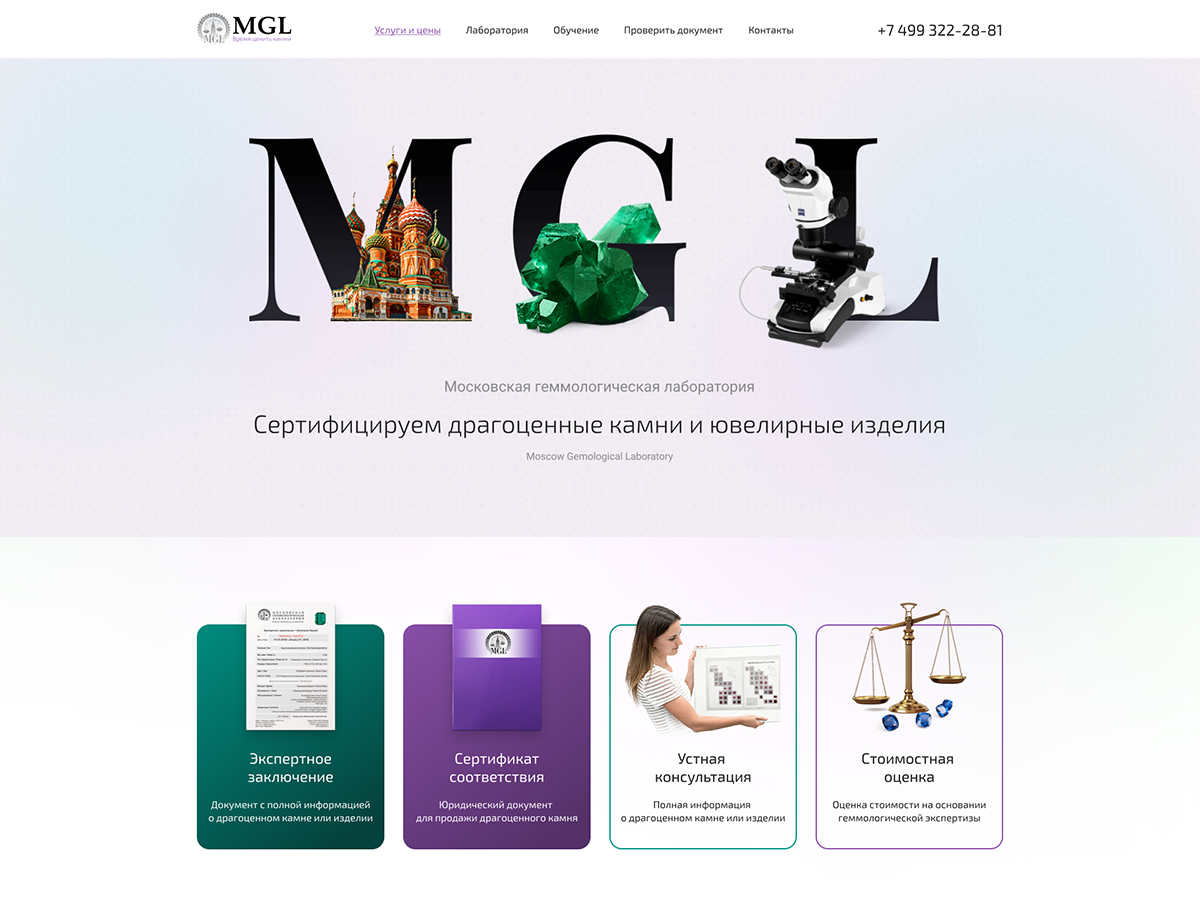 MGL
Время ценить камни
MGL
Услуги и цены
Лаборатория
Обучение
Проверить документ
Контакты
+7 499 322-28-81
MGL
Московская геммологическая лаборатория
Сертифицируем драгоценные камни и ювелирные изделия
Moscow Gemological Laboratory
МОСКОВСКАЯ
ГЕММОЛОГИЧЕСКАЯ
ЛАБОРАТОРИЯ
MGL
Экспертное
заключение
Документ с полной информацией
о драгоценном камне или изделии
Сертификат
соответствия
Юридический документ
для продажи драгоценного камня
Устная
консультация
Полная информация
о драгоценном камне или изделии
Стоимостная
оценка
Оценка стоимости на основании
геммологической экспертизы